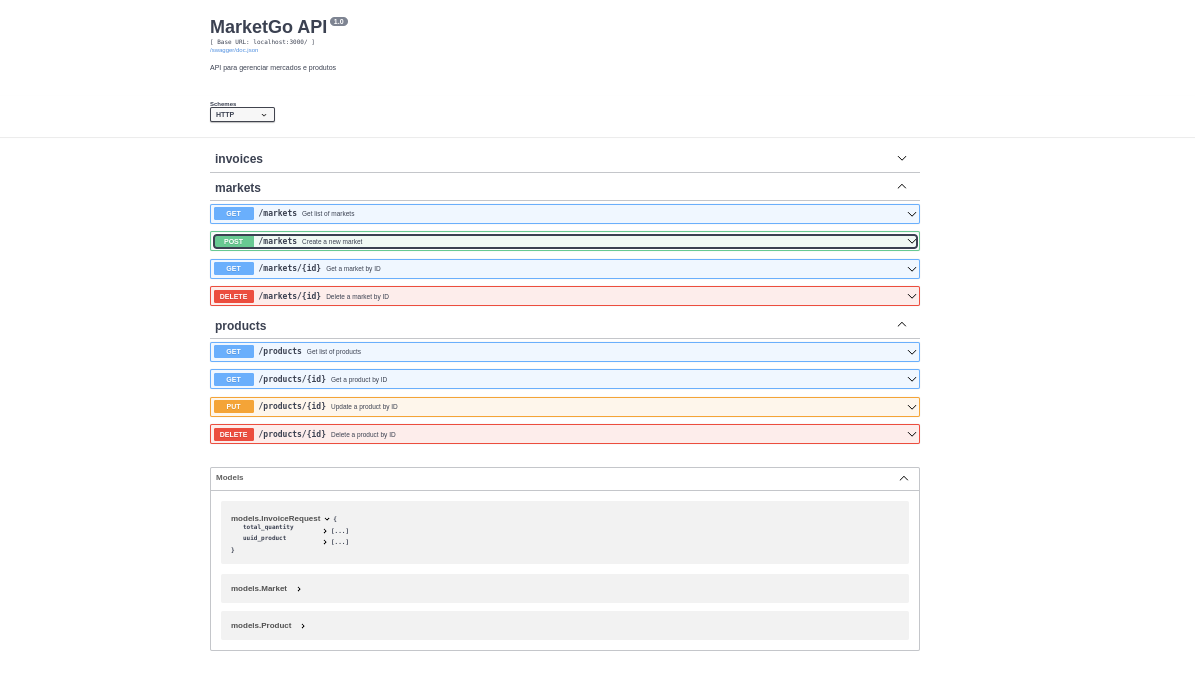 MarketGo API 1.0
[ Base URL: localhost:3000/ ]
/swagger/doc.json
API para gerenciar mercados e produtos
Schemes
HTTP
invoices
markets
GET /markets Get list of markets
POST /markets Create a new market
GET /markets/{id} Get a market by ID
DELETE /markets/{id} Delete a market by ID
products
GET /products Get list of products
GET /products/{id} Get a product by ID
PUT /products/{id} Update a product by ID
DELETE /products/{id} Delete a product by ID
Models
models.InvoiceRequest {
total_quantity [...]
uuid_product [...]
}
models.Market
models.Product